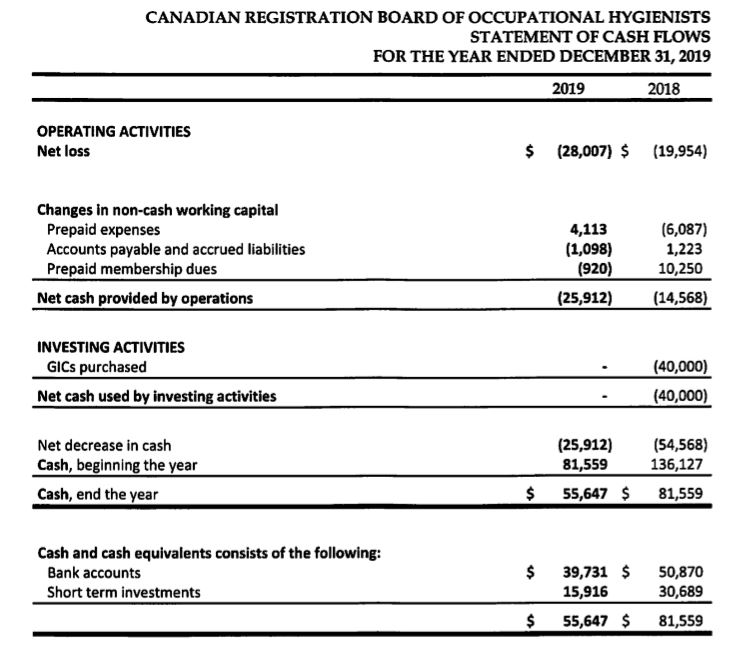 CANADIAN REGISTRATION BOARD OF OCCUPATIONAL HYGIENISTS
STATEMENT OF CASH FLOWS
FOR THE YEAR ENDED DECEMBER 31, 2019
2019 2018
OPERATING ACTIVITIES
Net loss $ (28,007) $ (19,954)
Changes in non-cash working capital
Prepaid expenses 4,113 (6,087)
Accounts payable and accrued liabilities (1,098) 1,223
Prepaid membership dues (920) 10,250
Net cash provided by operations (25,912) (14,568)
INVESTING ACTIVITIES
GICs purchased - (40,000)
Net cash used by investing activities - (40,000)
Net decrease in cash (25,912) (54,568)
Cash, beginning the year 81,559 136,127
Cash, end the year $ 55,647 $ 81,559
Cash and cash equivalents consists of the following:
Bank accounts $ 39,731 $ 50,870
Short term investments 15,916 30,689
$ 55,647 $ 81,559